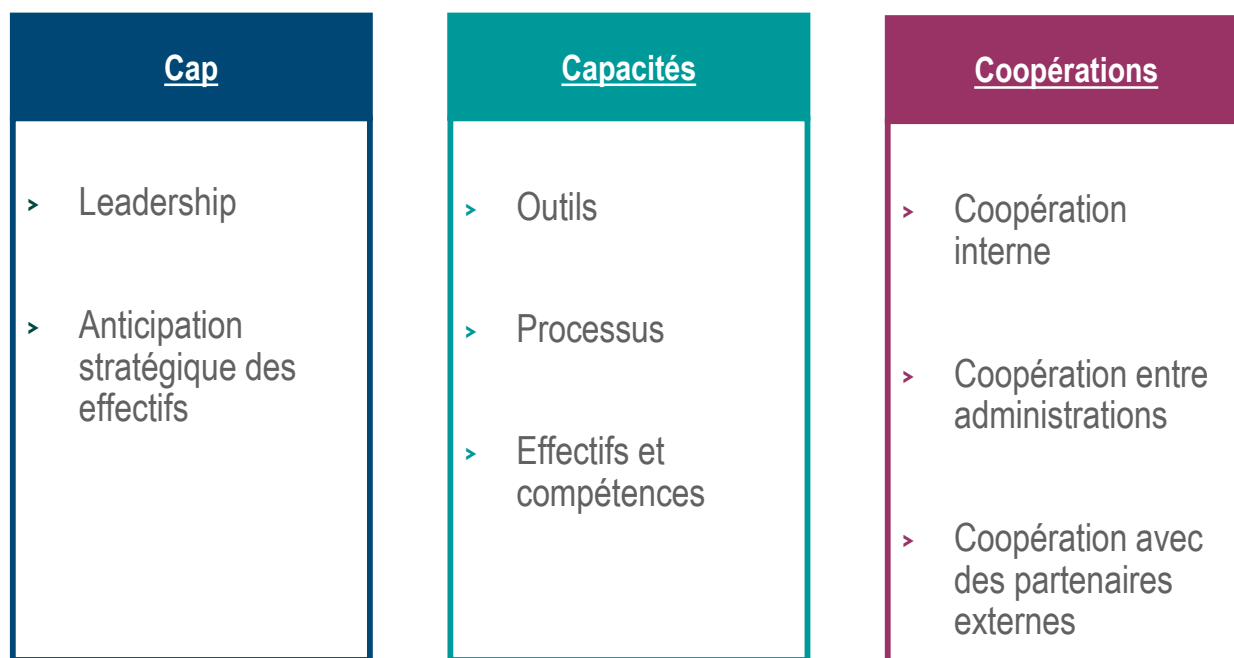 Cap
> Leadership
> Anticipation
stratégique des
effectifs
Capacités
> Outils
> Processus
> Effectifs et
compétences
Coopérations
> Coopération
interne
> Coopération entre
administrations
> Coopération avec
des partenaires
externes